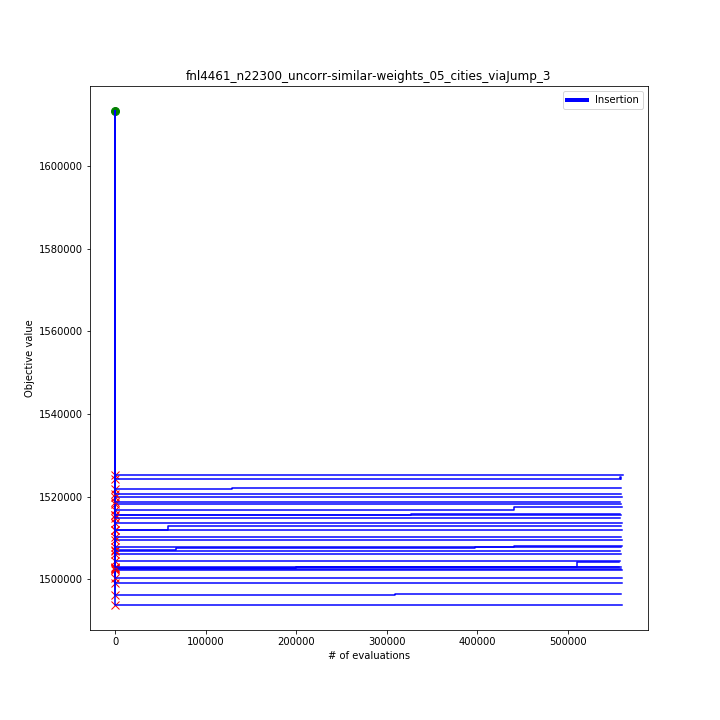 fnl4461_n22300_uncorr-similar-weights_05_cities_viaJump_3
Insertion
Objective value
1600000
1580000
1560000
1540000
1520000
1500000
0 100000 200000 300000 400000 500000
# of evaluations